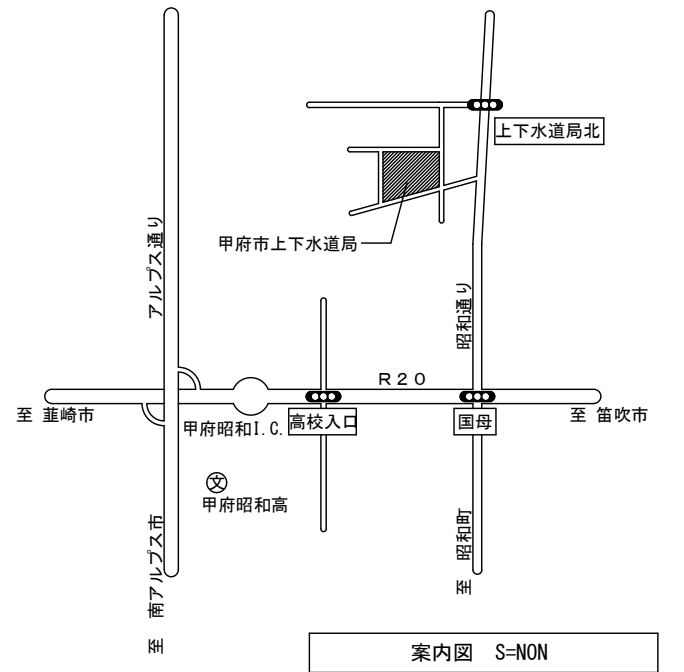 上下水道局北
甲府市上下水道局
アルプス通り
昭和通り
R20
至 韮崎市
甲府昭和I.C.
高校入口
国母
至 笛吹市
文
甲府昭和高
至 南アルプス市
至 昭和町
案内図 S=NON